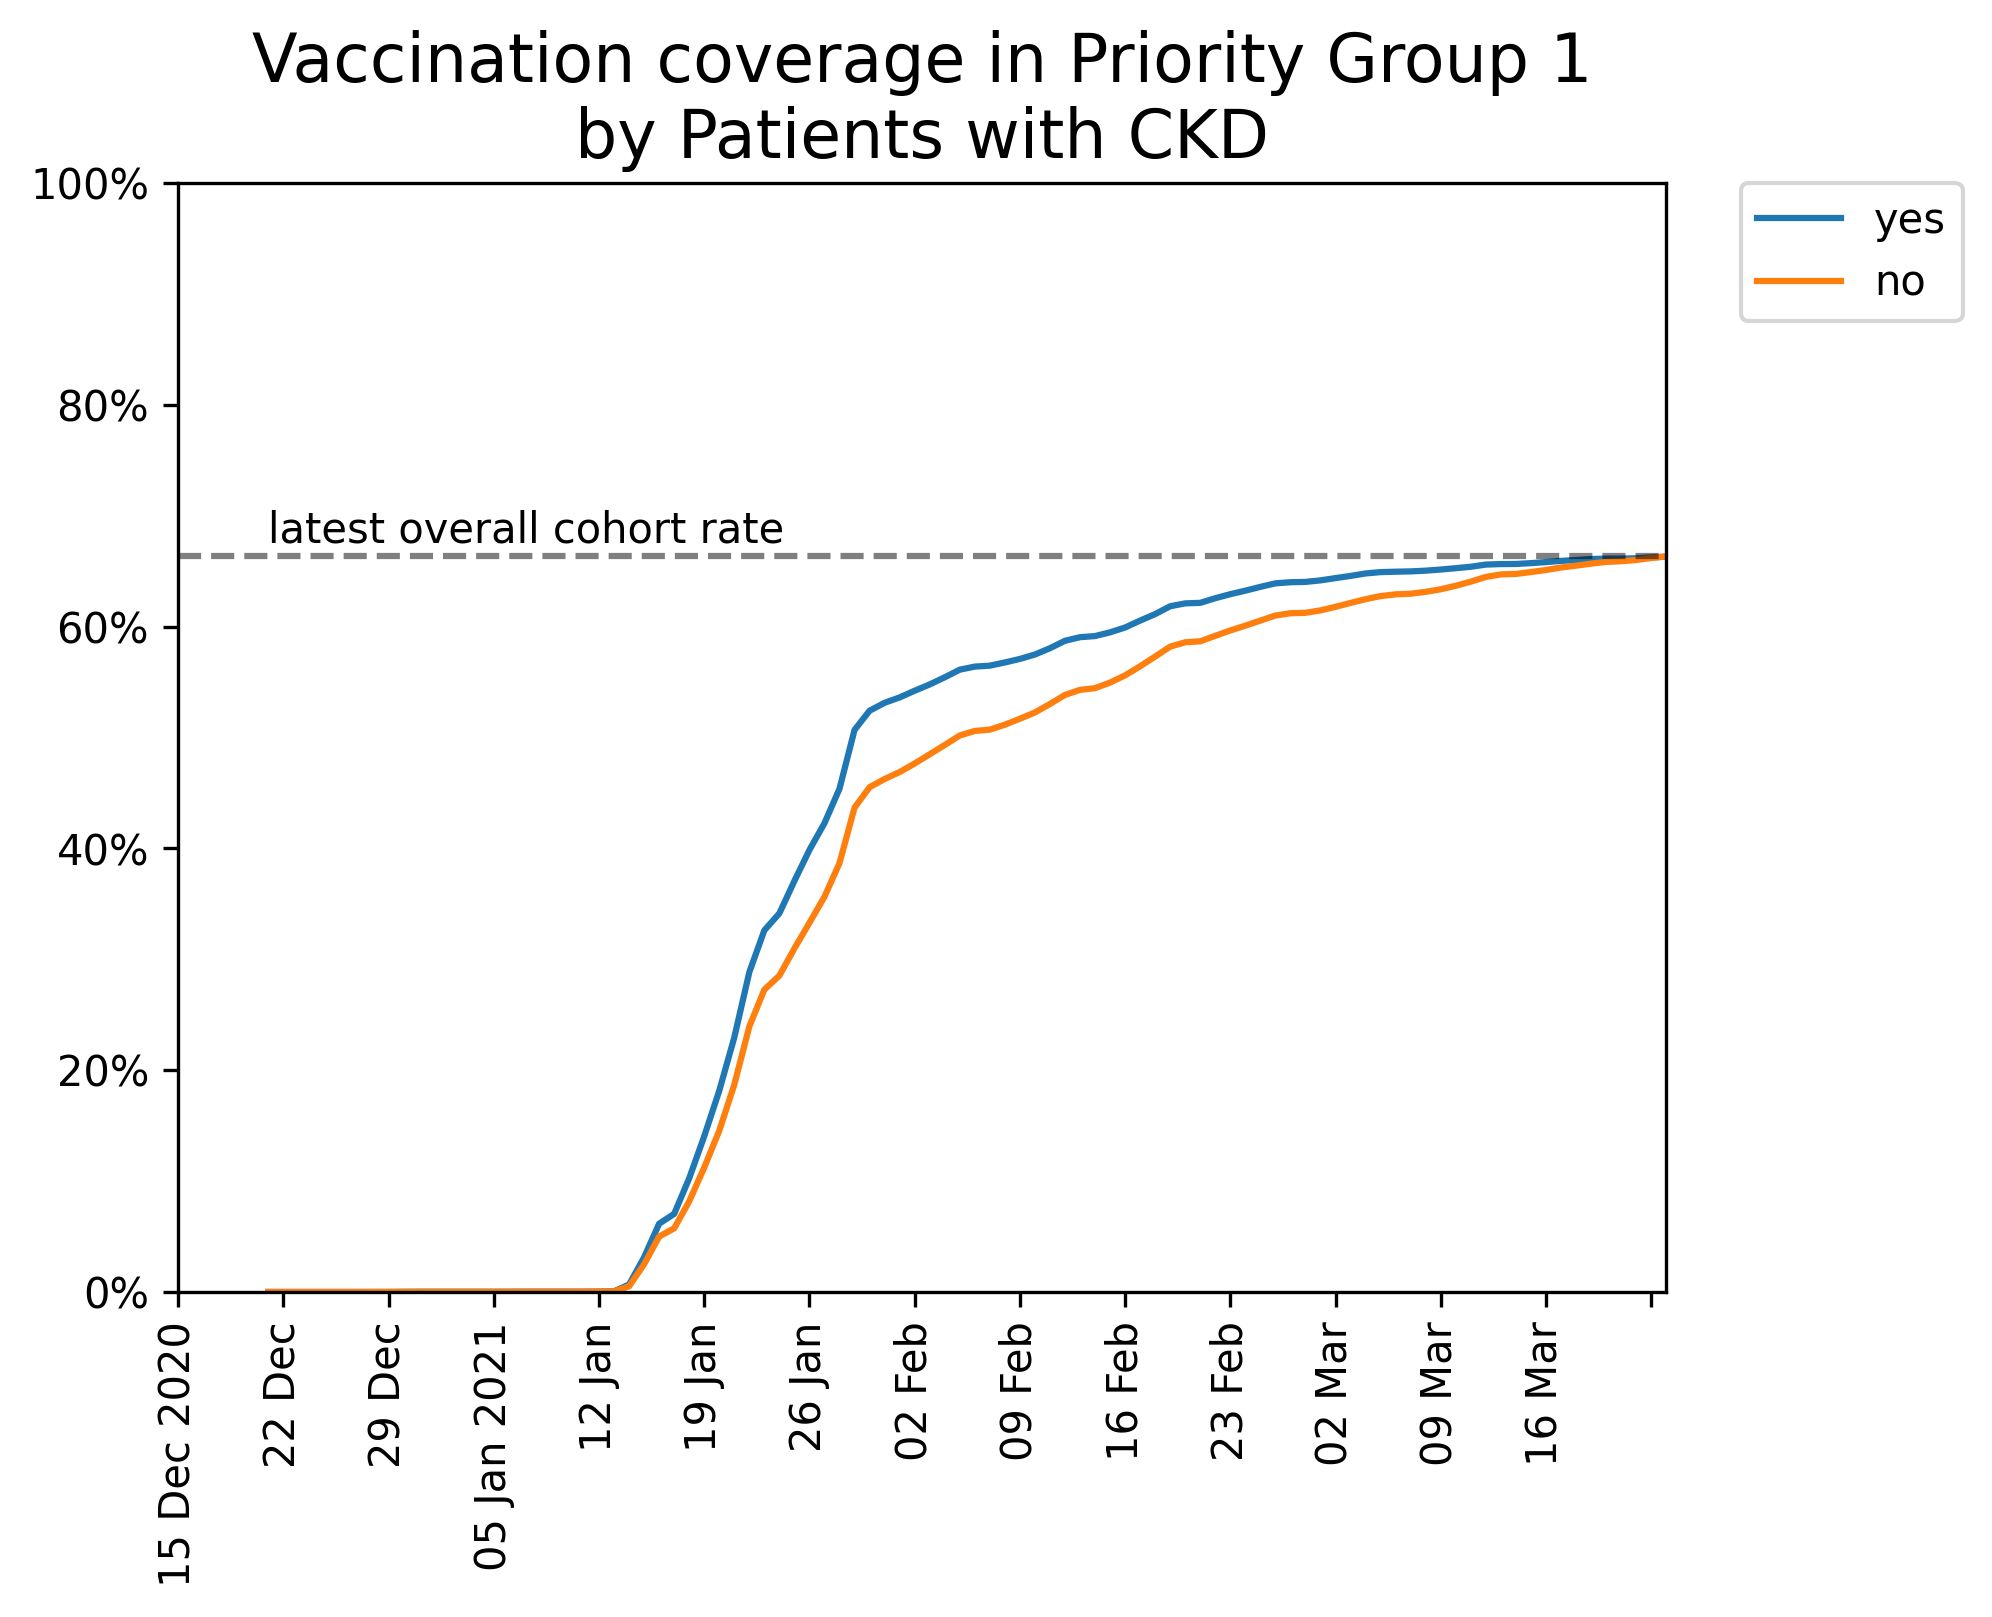 Vaccination coverage in Priority Group 1
by Patients with CKD
100%
80%
60%
40%
20%
0%
latest overall cohort rate
yes
no
15 Dec 2020
22 Dec
29 Dec
05 Jan 2021
12 Jan
19 Jan
26 Jan
02 Feb
09 Feb
16 Feb
23 Feb
02 Mar
09 Mar
16 Mar